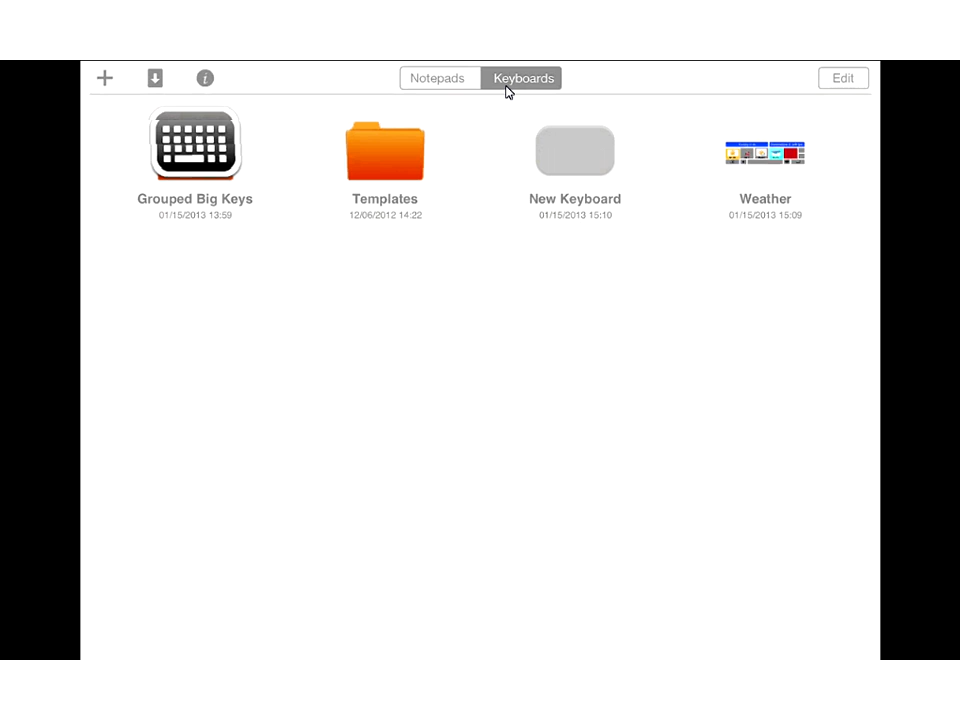 Notepads Keyboards Edit
Grouped Big Keys Templates New Keyboard Weather
01/15/2013 13:59 12/06/2012 14:22 01/15/2013 15:10 01/15/2013 15:09